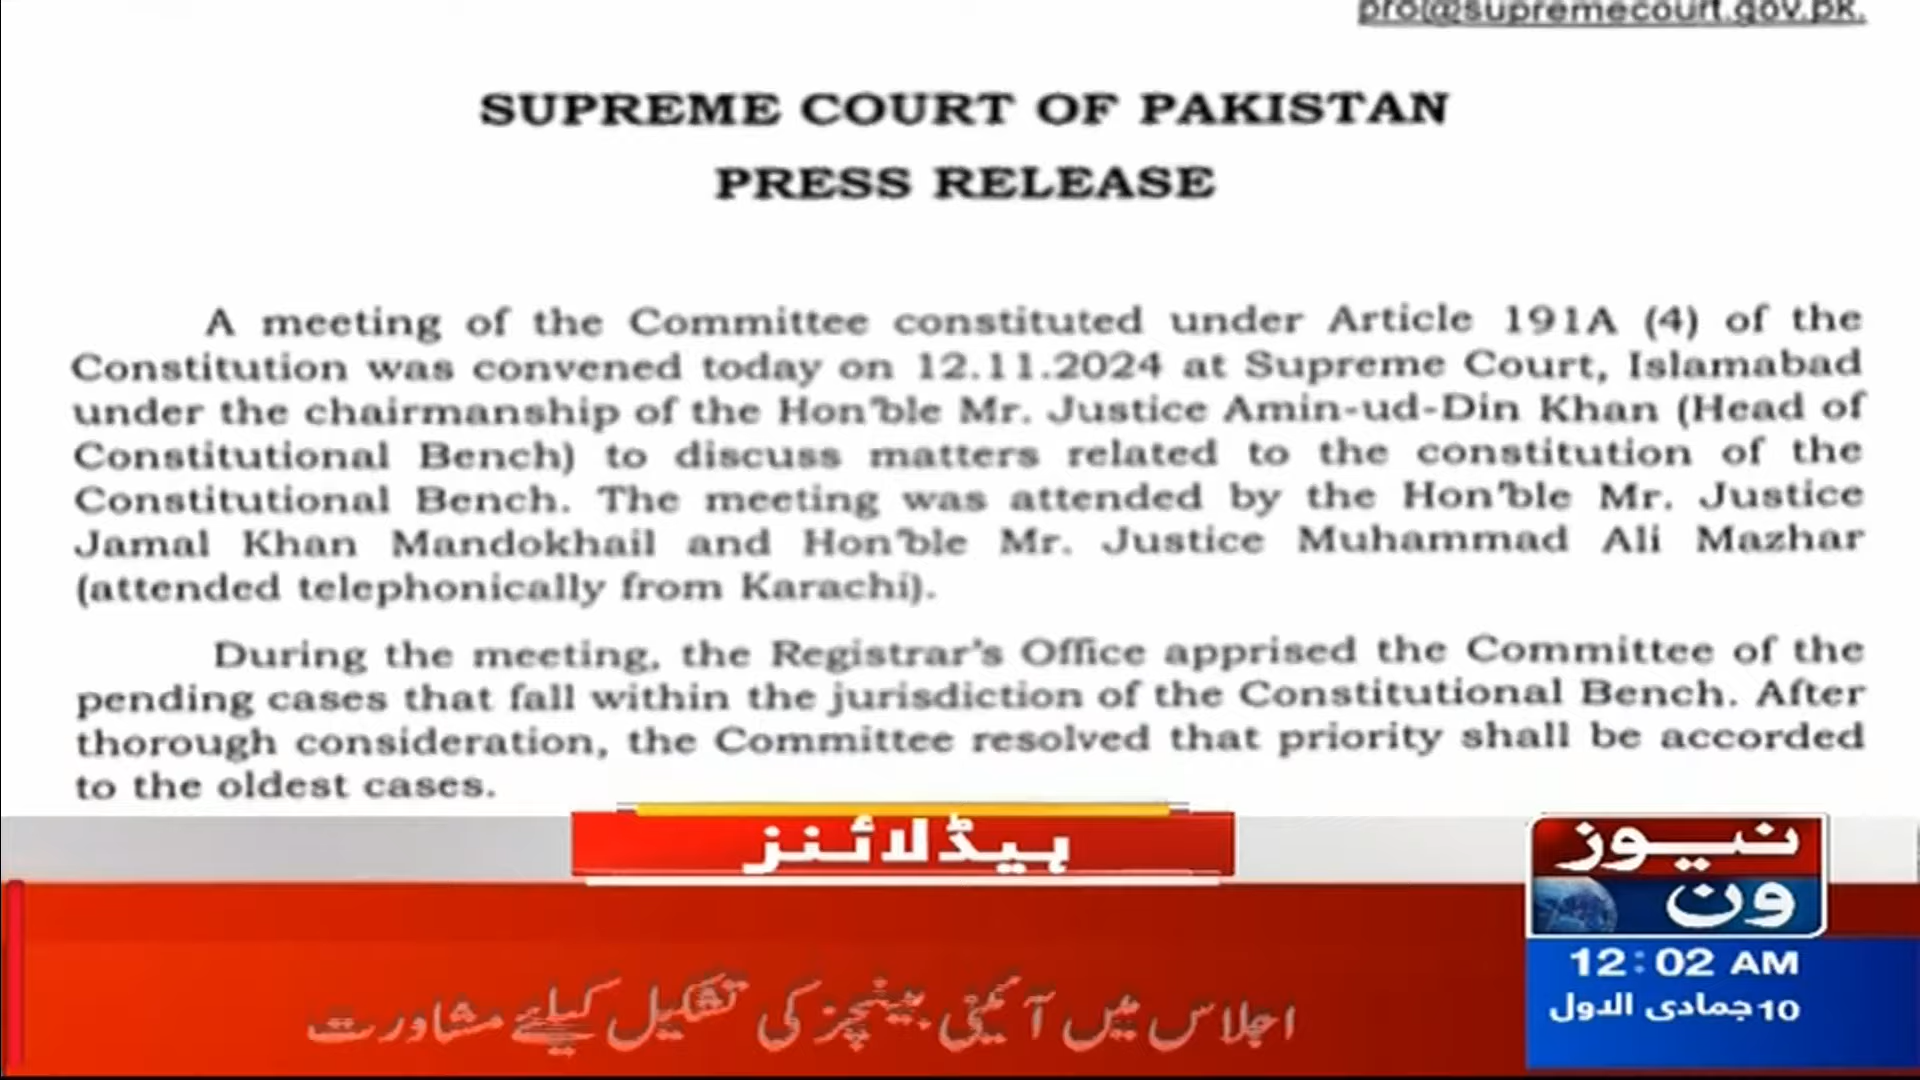 pro@supremecourt.gov.pk.
SUPREME COURT OF PAKISTAN
PRESS RELEASE
A meeting of the Committee constituted under Article 191A (4) of the
Constitution was convened today on 12.11.2024 at Supreme Court, Islamabad
under the chairmanship of the Hon'ble Mr. Justice Amin-ud-Din Khan (Head of
Constitutional Bench) to discuss matters related to the constitution of the
Constitutional Bench. The meeting was attended by the Hon'ble Mr. Justice
Jamal Khan Mandokhail and Hon'ble Mr. Justice Muhammad Ali Mazhar
(attended telephonically from Karachi).
During the meeting, the Registrar's Office apprised the Committee of the
pending cases that fall within the jurisdiction of the Constitutional Bench. After
thorough consideration, the Committee resolved that priority shall be accorded
to the oldest cases.
ہیڈلائنز
نیوز
ون
12:02 AM
10 جمادی الاول
اجلاس میں آئینی بینچز کی تشکیل کیلئے مشاورت